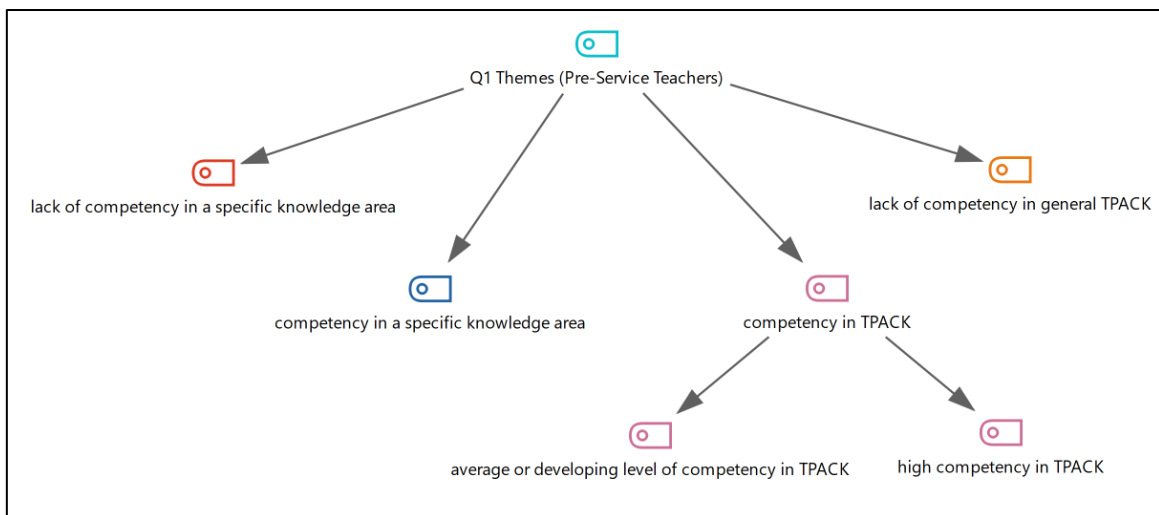 Q1 Themes (Pre-Service Teachers)
lack of competency in a specific knowledge area
lack of competency in general TPACK
competency in a specific knowledge area
competency in TPACK
average or developing level of competency in TPACK
high competency in TPACK